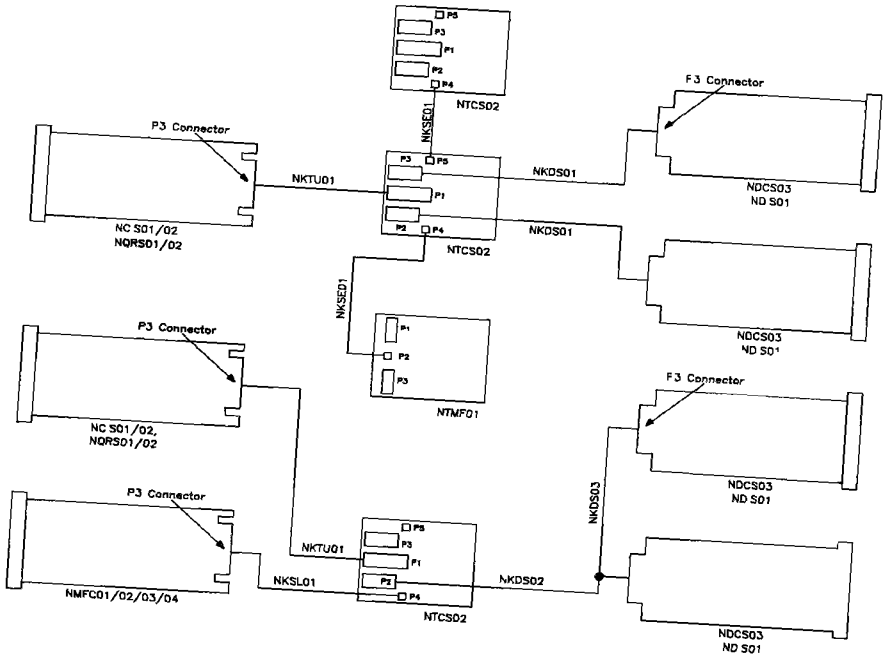 P5
P3
P1
P2
P4
NTCS02
NKSE01
P3 Connector
NKTU01
NC S01/02
NQRS01/02
P3
P5
P1
P2
P4
NTCS02
NKDS01
NKDS01
F3 Connector
NDCS03
ND S01
NDCS03
ND S01
NKSE01
P1
P2
P3
NTMF01
P3 Connector
NC S01/02,
NQRS01/02
F3 Connector
NDCS03
ND S01
P3 Connector
NMFC01/02/03/04
NKTU01
NKSL01
P5
P3
P1
P2
P4
NTCS02
NKDS02
NKDS03
NDCS03
ND S01